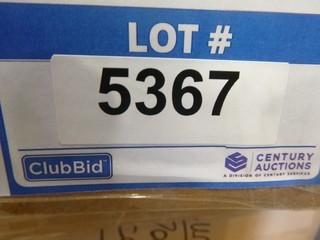 LOT #
5367
ClubBid
CENTURY
AUCTIONS
A DIVISION OF CENTURY SERVICES